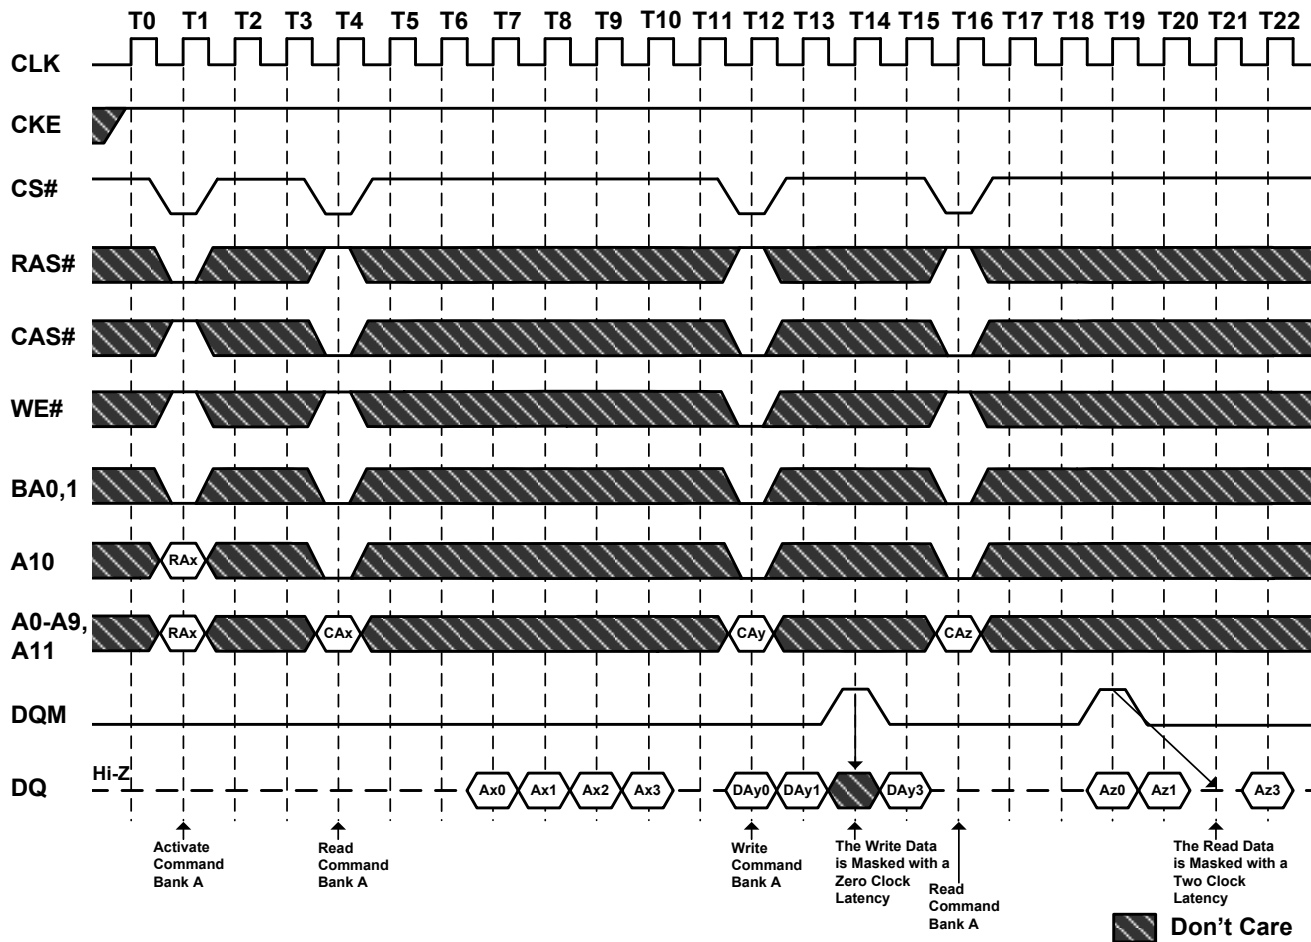 T0 T1 T2 T3 T4 T5 T6 T7 T8 T9 T10 T11 T12 T13 T14 T15 T16 T17 T18 T19 T20 T21 T22
CLK
CKE
CS#
RAS#
CAS#
WE#
BA0,1
A10 RAx
A0-A9,
A11
RAx CAx CAy CAz
DQM
Hi-Z
DQ Ax0 Ax1 Ax2 Ax3 DAy0 DAy1 DAy3 Az0 Az1 Az3
Activate
Command
Bank A
Read
Command
Bank A
Write
Command
Bank A
The Write Data
is Masked with a
Zero Clock
Latency
Read
Command
Bank A
The Read Data
is Masked with a
Two Clock
Latency
Don't Care